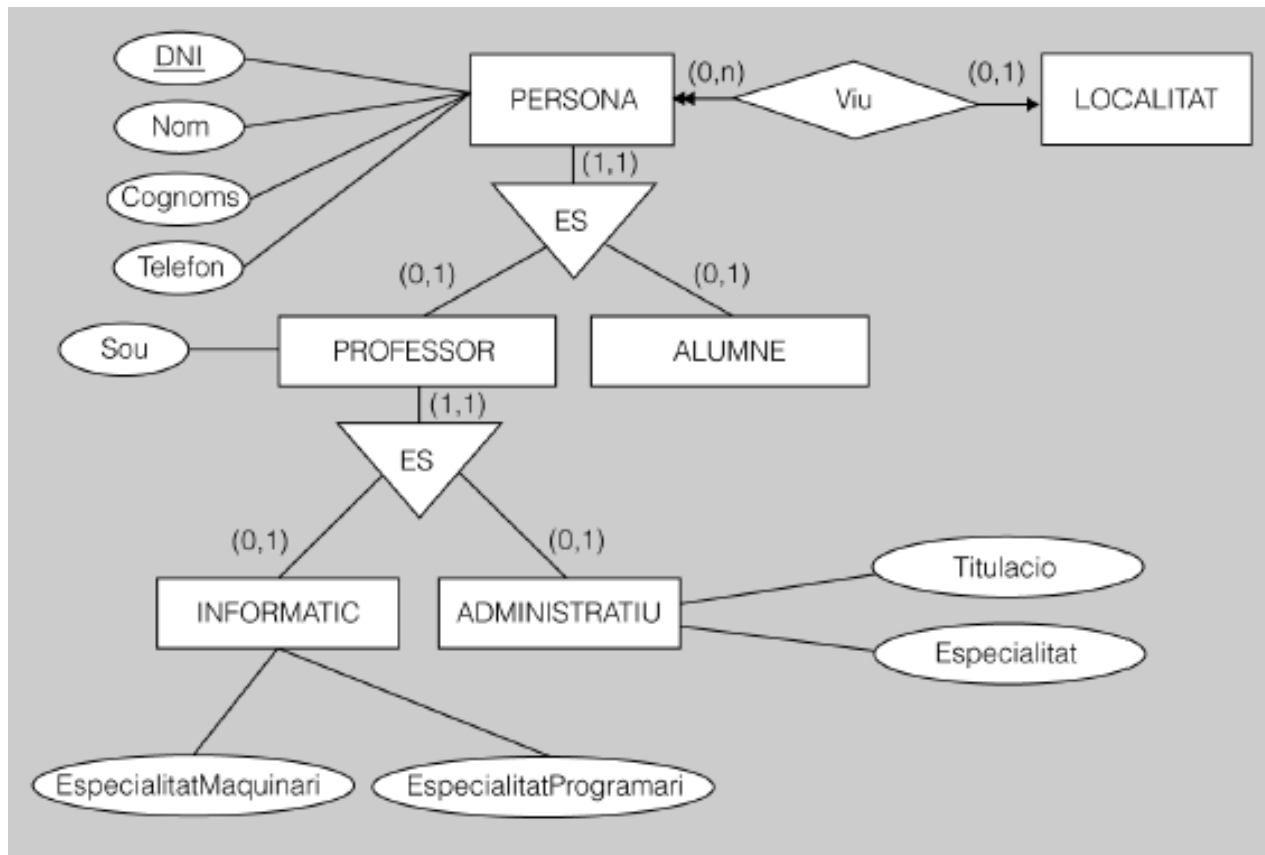 DNI
Nom
Cognoms
Telefon
PERSONA
(0,n)
Viu
(0,1)
LOCALITAT
(1,1)
ES
(0,1)
(0,1)
Sou
PROFESSOR
ALUMNE
(1,1)
ES
(0,1)
(0,1)
INFORMATIC
ADMINISTRATIU
Titulacio
Especialitat
EspecialitatMaquinari
EspecialitatProgramari